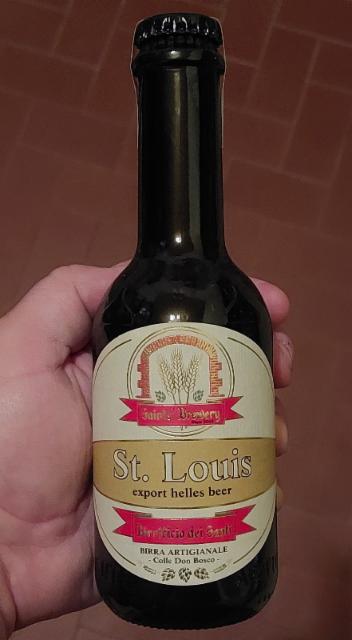 Saints' Brewery
St. Louis
export helles beer
Birrificio dei Santi
BIRRA ARTIGIANALE
- Colle Don Bosco -